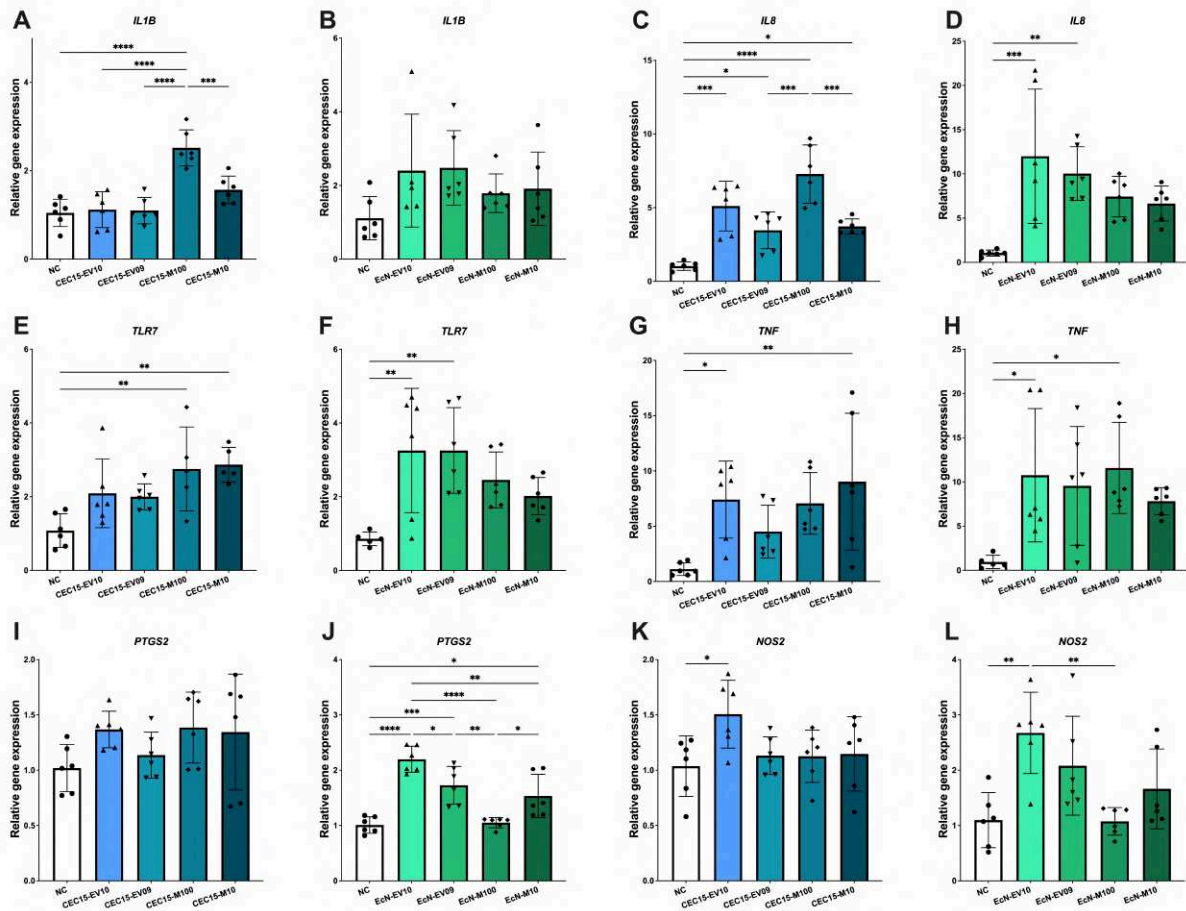 A
IL1B
Relative gene expression
0
2
4
****
****
****
***
NC
CEC15-EV10
CEC15-EV09
CEC15-M100
CEC15-M10
B
IL1B
Relative gene expression
0
2
4
6
NC
EcN-EV10
EcN-EV09
EcN-M100
EcN-M10
C
IL8
Relative gene expression
0
5
10
15
*
****
*
***
***
***
NC
CEC15-EV10
CEC15-EV09
CEC15-M100
CEC15-M10
D
IL8
Relative gene expression
0
5
10
15
20
25
**
***
NC
EcN-EV10
EcN-EV09
EcN-M100
EcN-M10
E
TLR7
Relative gene expression
0
2
4
6
**
**
NC
CEC15-EV10
CEC15-EV09
CEC15-M100
CEC15-M10
F
TLR7
Relative gene expression
0
2
4
6
**
**
NC
EcN-EV10
EcN-EV09
EcN-M100
EcN-M10
G
TNF
Relative gene expression
0
5
10
15
20
**
*
NC
CEC15-EV10
CEC15-EV09
CEC15-M100
CEC15-M10
H
TNF
Relative gene expression
0
5
10
15
20
25
*
*
NC
EcN-EV10
EcN-EV09
EcN-M100
EcN-M10
I
PTGS2
Relative gene expression
0.0
0.5
1.0
1.5
2.0
NC
CEC15-EV10
CEC15-EV09
CEC15-M100
CEC15-M10
J
PTGS2
Relative gene expression
0
1
2
3
4
*
**
****
***
****
*
**
*
NC
EcN-EV10
EcN-EV09
EcN-M100
EcN-M10
K
NOS2
Relative gene expression
0.0
0.5
1.0
1.5
2.0
*
NC
CEC15-EV10
CEC15-EV09
CEC15-M100
CEC15-M10
L
NOS2
Relative gene expression
0
1
2
3
4
**
**
NC
EcN-EV10
EcN-EV09
EcN-M100
EcN-M10